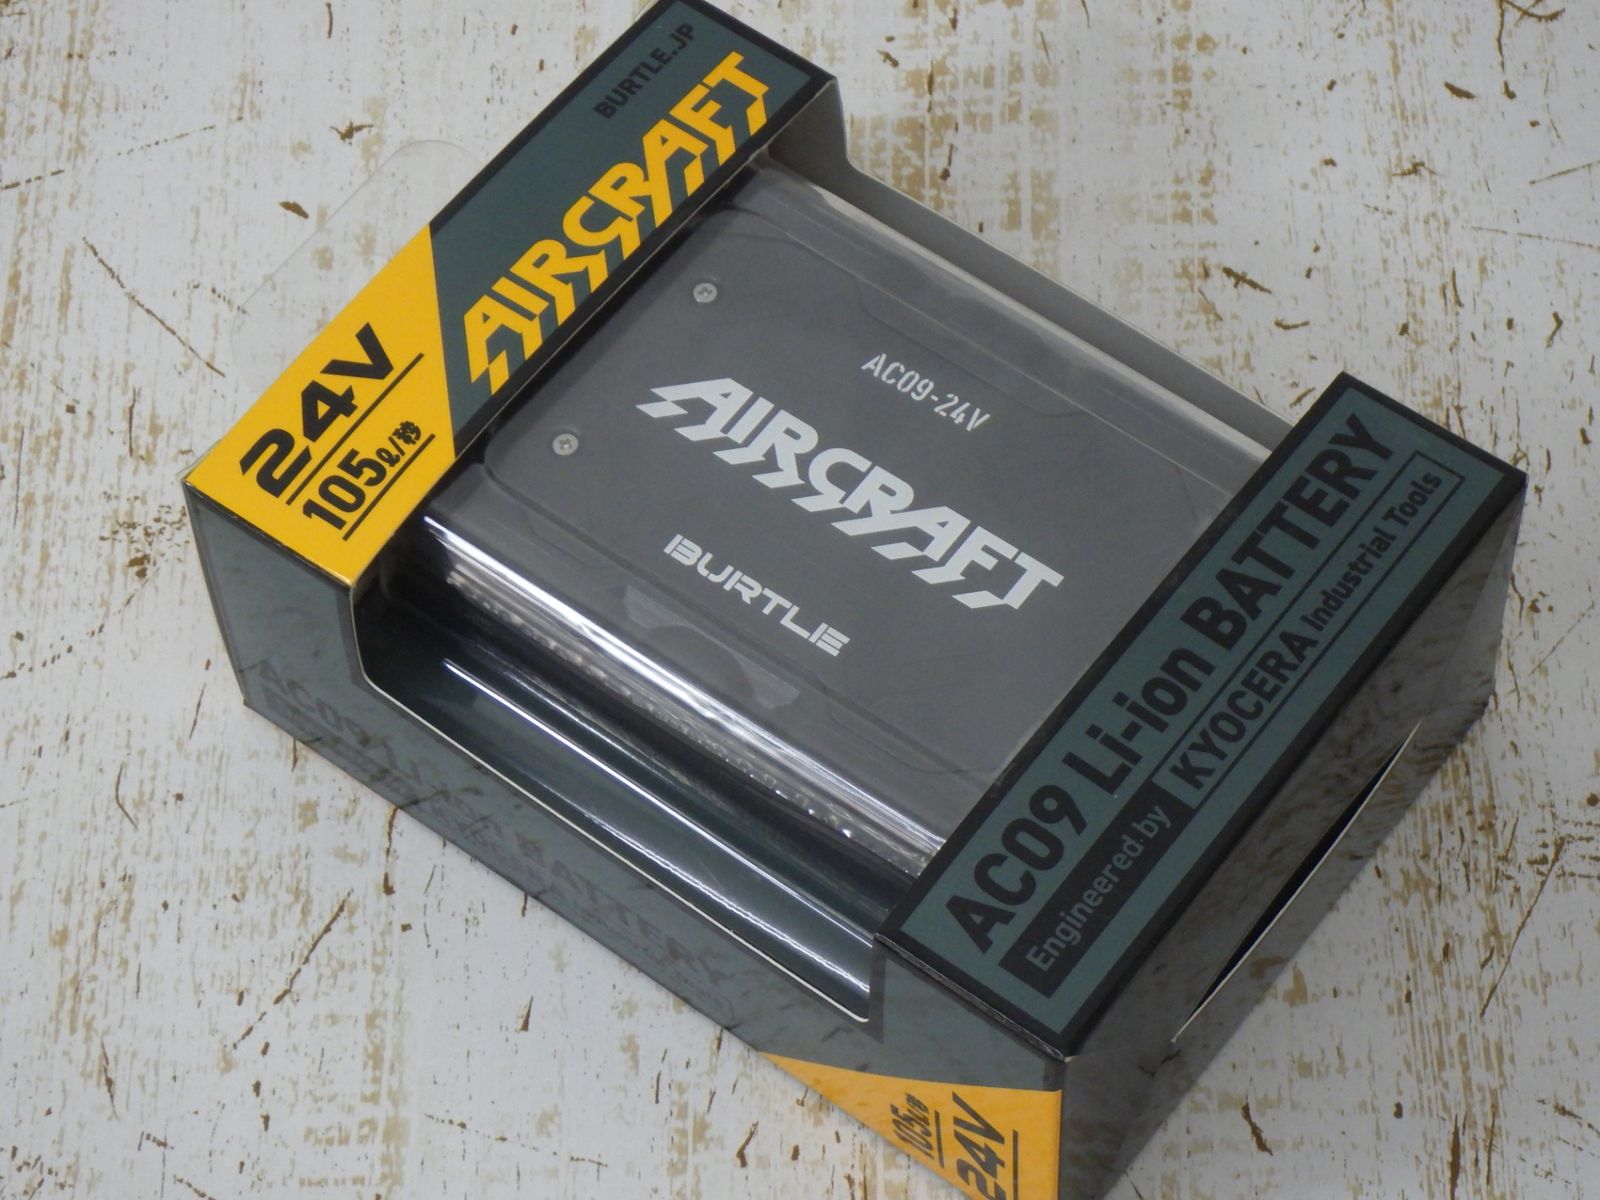 BURTLE.JP
AIRCRAFT
24V
105ℓ/秒
AC09-24V
AIRCRAFT
BURTLE
AC09 Li-ion BATTERY
Engineered by KYOCERA Industrial Tools
105ℓ/秒
24V